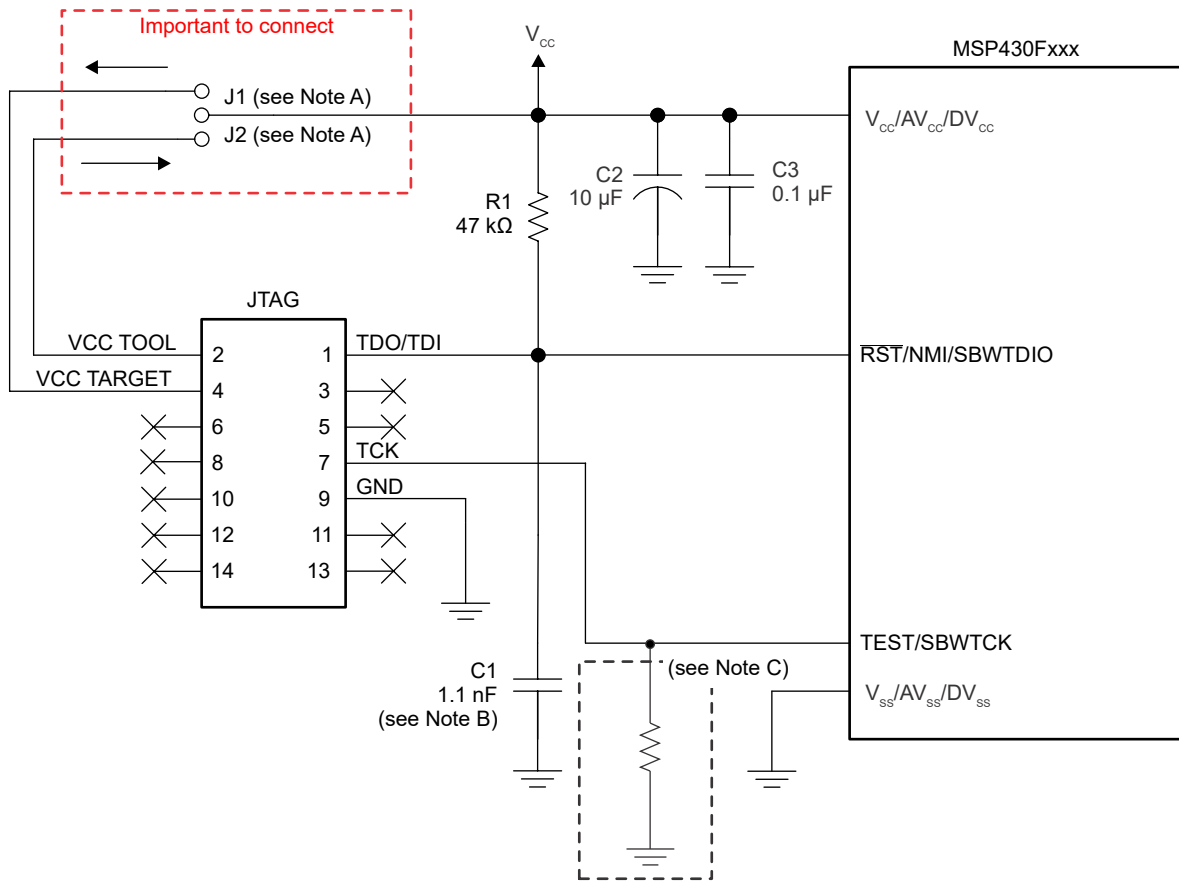 Important to connect
J1 (see Note A)
J2 (see Note A)
VCC
MSP430Fxxx
VCC/AVCC/DVCC
C2
10 µF
C3
0.1 µF
R1
47 kΩ
JTAG
VCC TOOL
VCC TARGET
2
4
6
8
10
12
14
1
3
5
7
9
11
13
TDO/TDI
TCK
GND
RST/NMI/SBWTDIO
TEST/SBWTCK
VSS/AVSS/DVSS
C1
1.1 nF
(see Note B)
(see Note C)